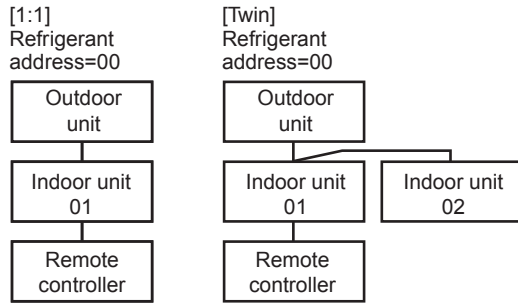 [1:1]
Refrigerant
address=00
Outdoor
unit
Indoor unit
01
Remote
controller
[Twin]
Refrigerant
address=00
Outdoor
unit
Indoor unit
01
Indoor unit
02
Remote
controller